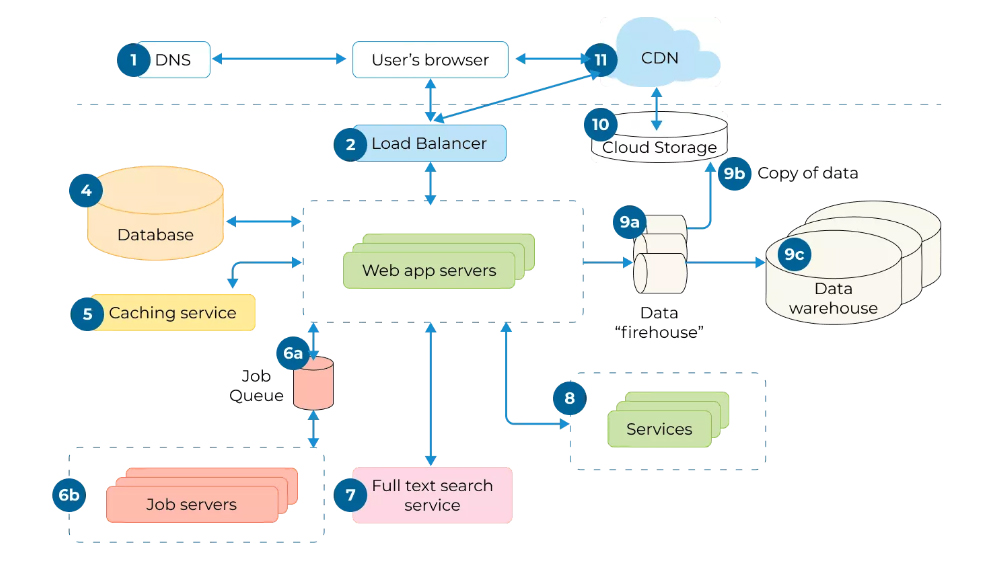 1 DNS
User's browser
11 CDN
2 Load Balancer
10
Cloud Storage
4
Database
9b Copy of data
9a
Web app servers
9c
Data
warehouse
Data
“firehouse”
5 Caching service
6a
Job
Queue
8
Services
6b
Job servers
7
Full text search
service